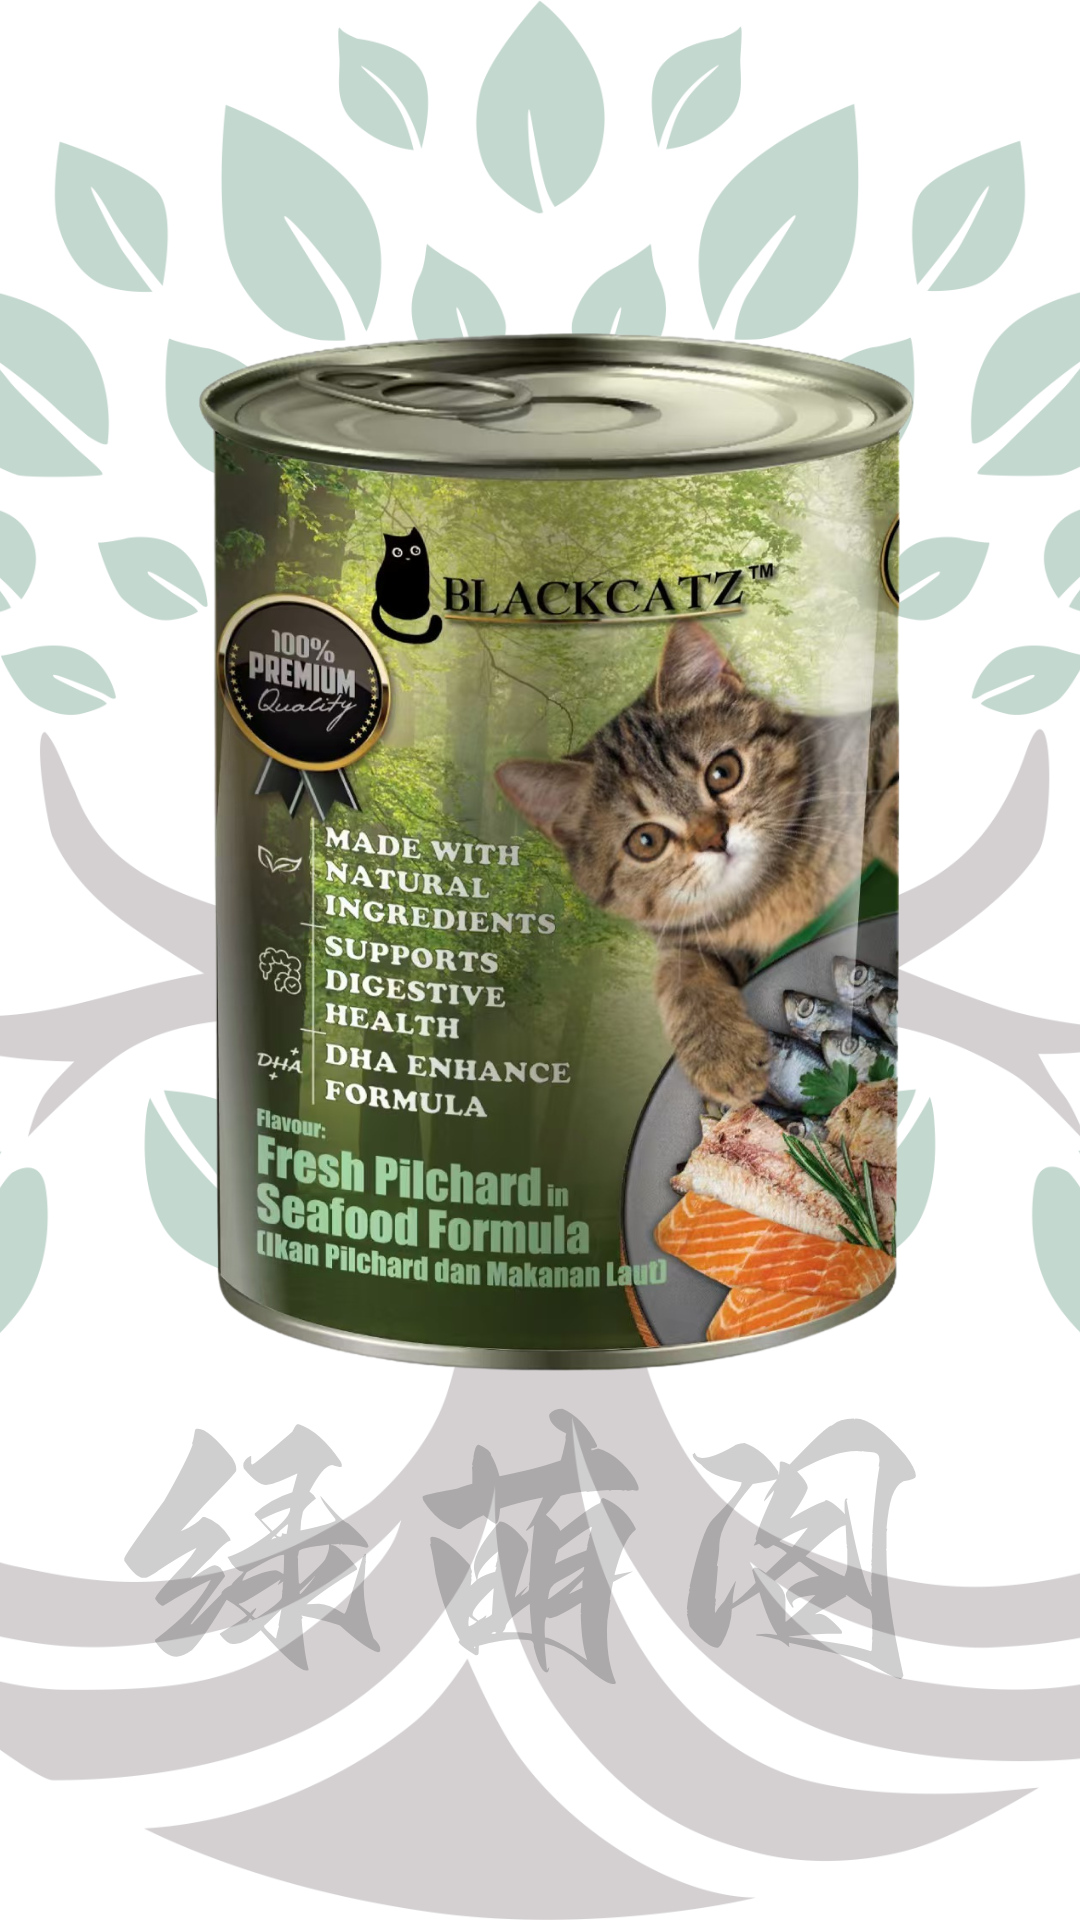 BLACKCATZ™
100%
PREMIUM
Quality
MADE WITH
NATURAL
INGREDIENTS
SUPPORTS
DIGESTIVE
HEALTH
DHA
DHA ENHANCE
FORMULA
Flavour:
Fresh Pilchard in
Seafood Formula
(Ikan Pilchard dan Makanan Laut)
绿萌阁